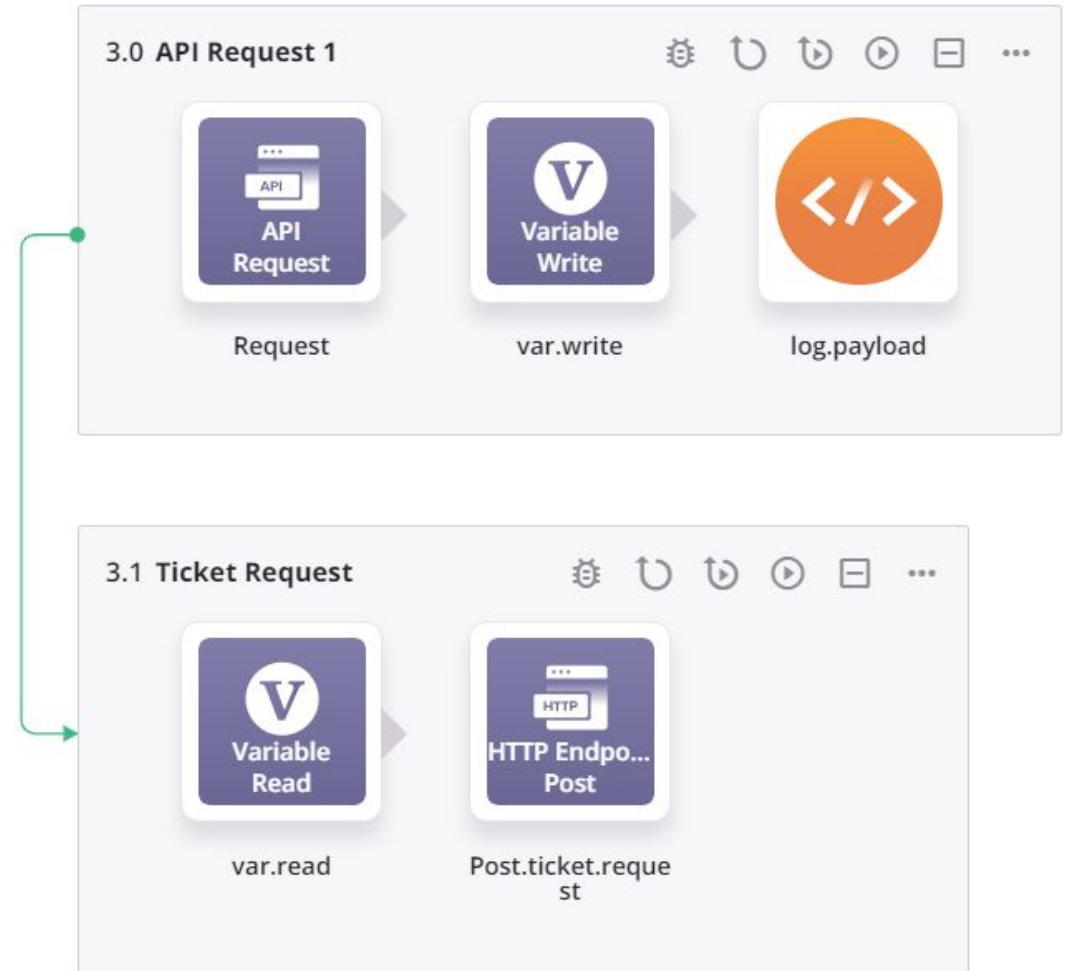 3.0 API Request 1
API
API
Request
V
Variable
Write
</>
Request
var.write
log.payload
3.1 Ticket Request
V
Variable
Read
HTTP
HTTP Endpo...
Post
var.read
Post.ticket.reque
st